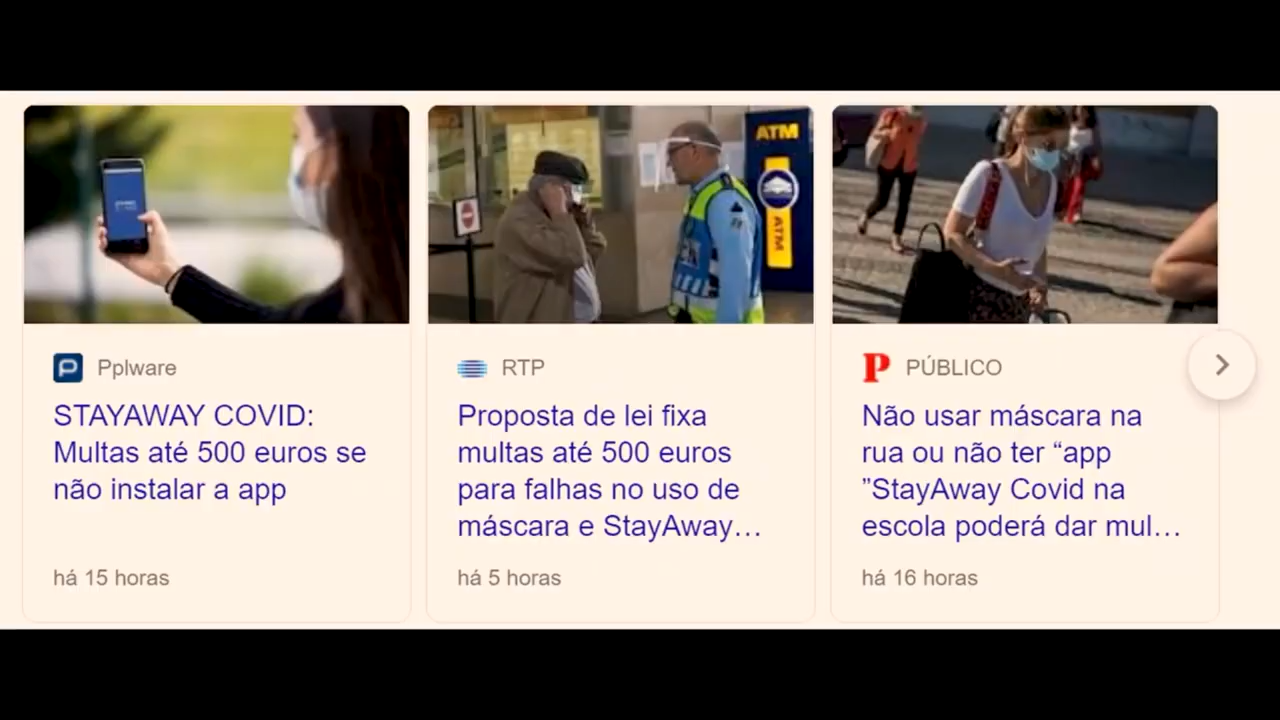 ATM
ATM
Pplware
STAYAWAY COVID:
Multas até 500 euros se
não instalar a app
há 15 horas
RTP
Proposta de lei fixa
multas até 500 euros
para falhas no uso de
máscara e StayAway...
há 5 horas
P PÚBLICO
Não usar máscara na
rua ou não ter “app
”StayAway Covid na
escola poderá dar mul...
há 16 horas